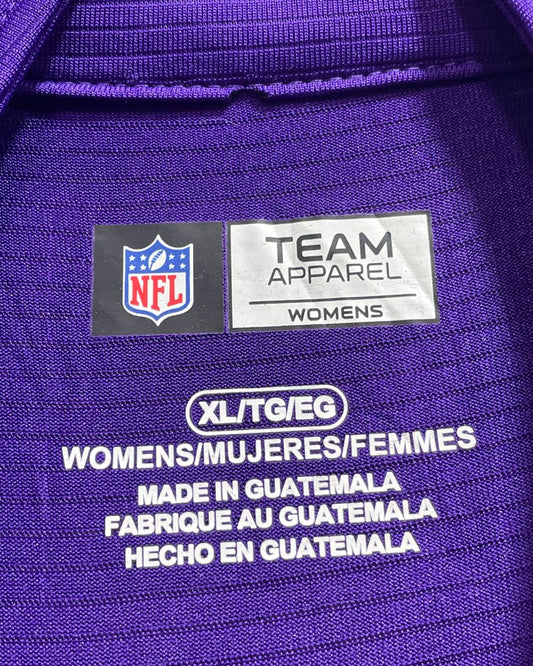 NFL
TEAM
APPAREL
WOMENS
XL/TG/EG
WOMENS/MUJERES/FEMMES
MADE IN GUATEMALA
FABRIQUE AU GUATEMALA
HECHO EN GUATEMALA